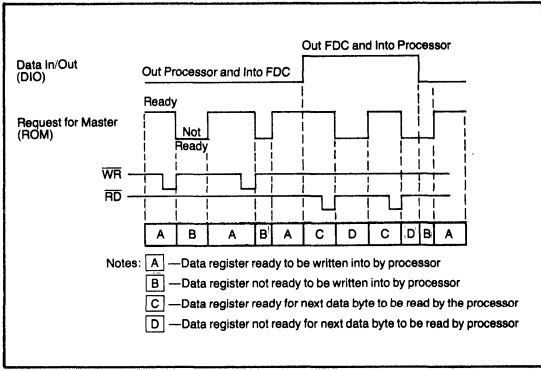 Out FDC and Into Processor
Data In/Out
(DIO)
Out Processor and Into FDC
Ready
Request for Master
(ROM)
Not
Ready
WR
RD
A B A B A C D C D B A
Notes: A —Data register ready to be written into by processor
B —Data register not ready to be written into by processor
C —Data register ready for next data byte to be read by the processor
D —Data register not ready for next data byte to be read by processor